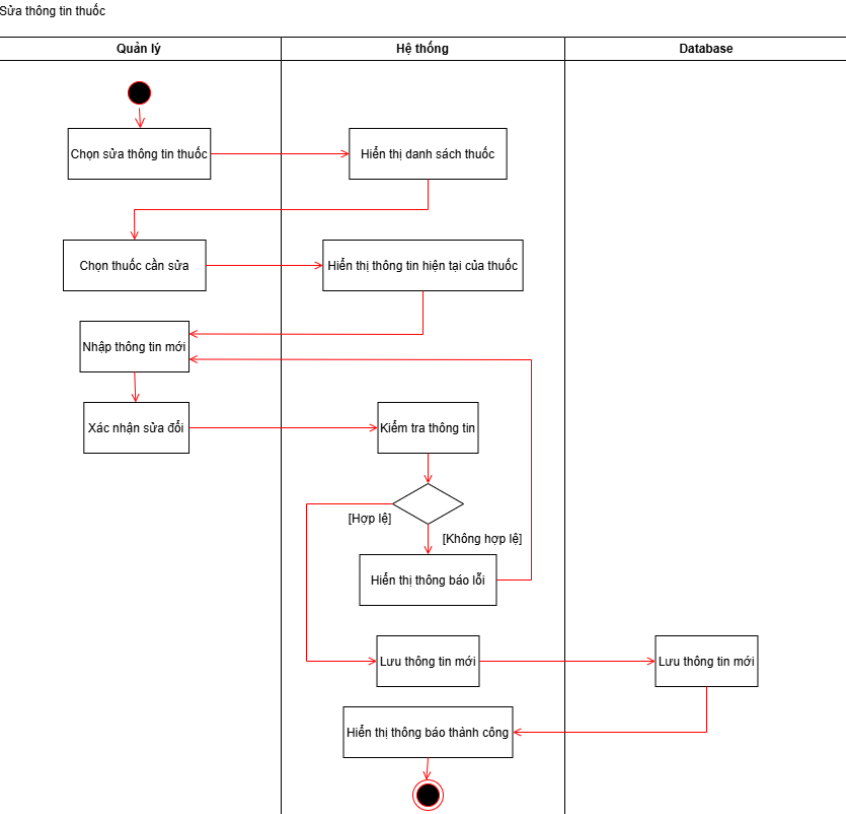 Sửa thông tin thuốc
Quản lý
Hệ thống
Database
Chọn sửa thông tin thuốc
Hiển thị danh sách thuốc
Chọn thuốc cần sửa
Hiển thị thông tin hiện tại của thuốc
Nhập thông tin mới
Xác nhận sửa đổi
Kiểm tra thông tin
[Hợp lệ]
[Không hợp lệ]
Hiển thị thông báo lỗi
Lưu thông tin mới
Lưu thông tin mới
Hiển thị thông báo thành công